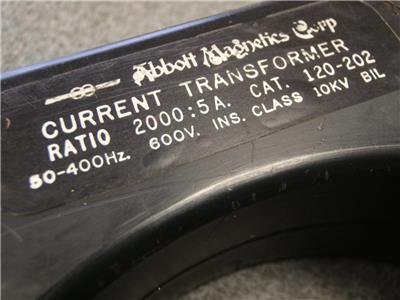 Abbott Magnetics Corp
CURRENT TRANSFORMER
RATIO 2000:5A. CAT. 120-202
50-400Hz. 600V. INS. CLASS 10KV BIL